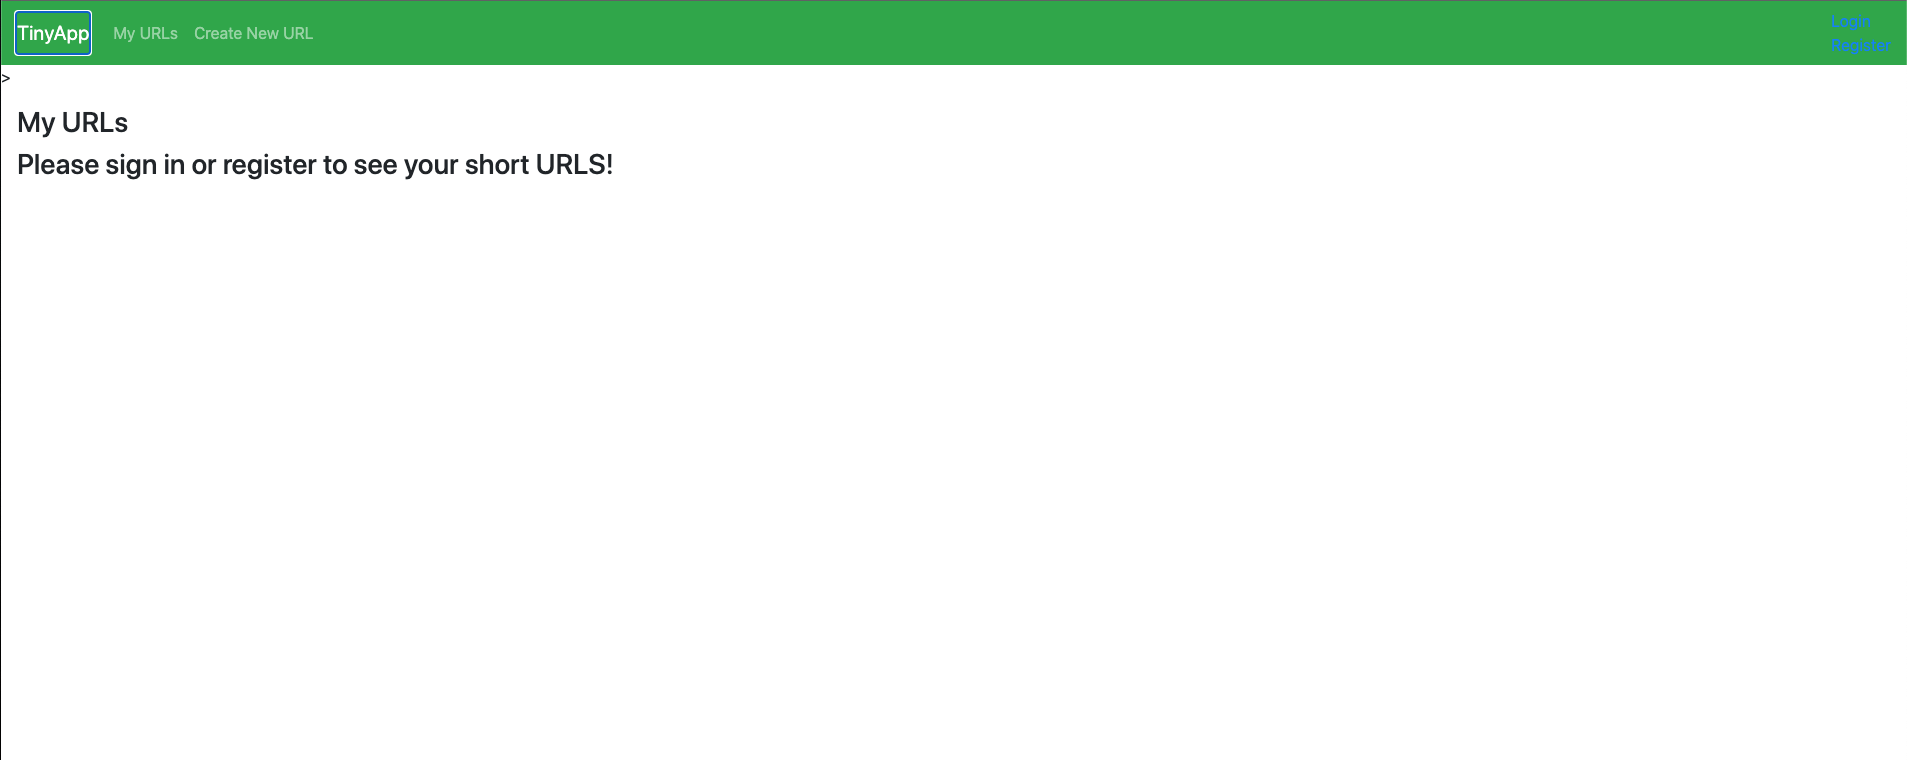 TinyApp My URLs Create New URL Login
Register
>
My URLs
Please sign in or register to see your short URLS!